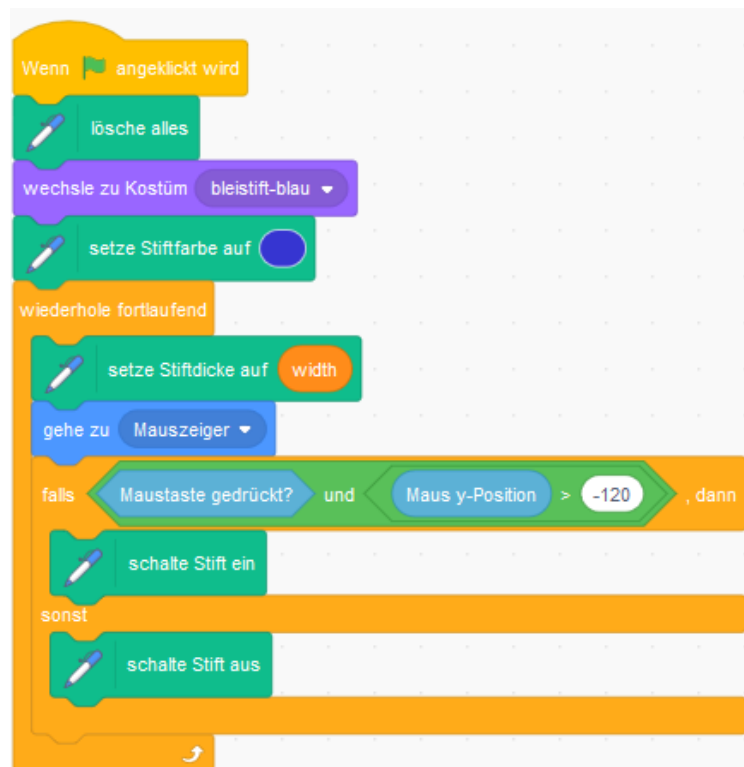 Wenn angeklickt wird
lösche alles
wechsle zu Kostüm bleistift-blau
setze Stiftfarbe auf
wiederhole fortlaufend
setze Stiftdicke auf width
gehe zu Mauszeiger
falls Maustaste gedrückt? und Maus y-Position > -120 , dann
schalte Stift ein
sonst
schalte Stift aus